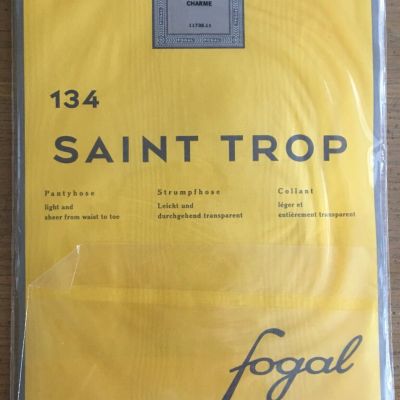 CHARME
134
SAINT TROP
Pantyhose
light and
sheer from waist to toe
Strumpfhose
Leicht und
durchgehend transparent
Collant
léger et
entièrement transparent
fogal